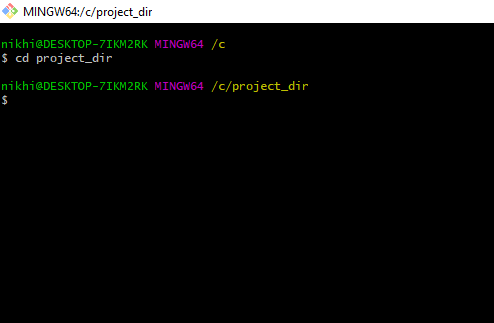 MINGW64:/c/project_dir
nikhi@DESKTOP-7IKM2RK MINGW64 /c
$ cd project_dir
nikhi@DESKTOP-7IKM2RK MINGW64 /c/project_dir
$